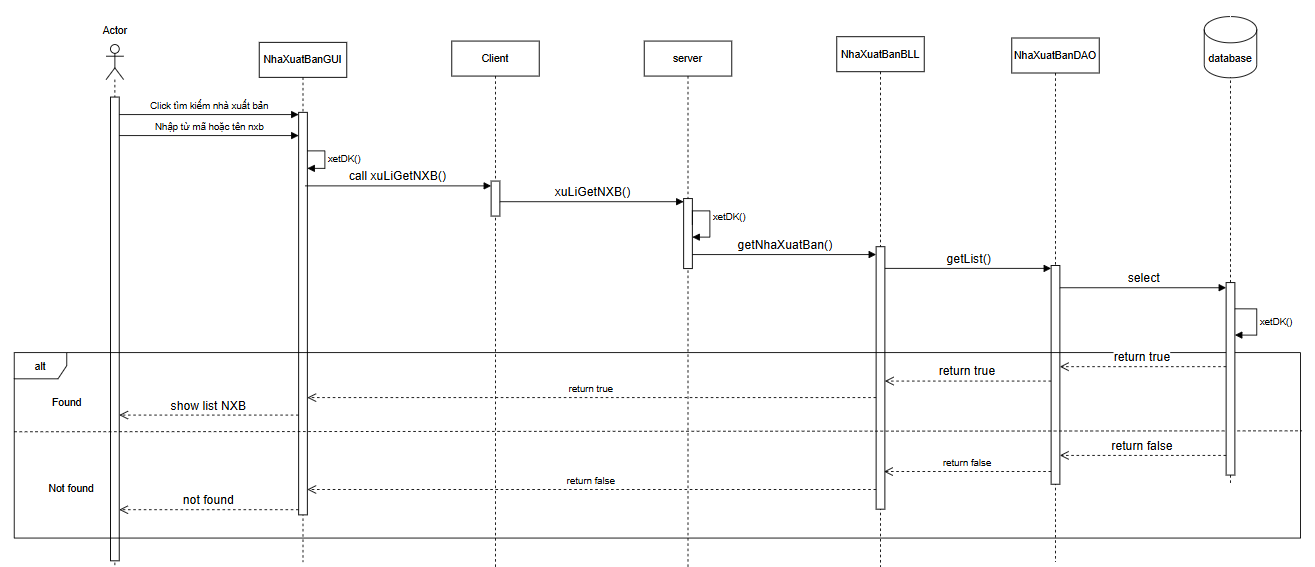 Actor
NhaXuatBanGUI
Client
server
NhaXuatBanBLL
NhaXuatBanDAO
database
Click tìm kiếm nhà xuất bản
Nhập từ mã hoặc tên nxb
xetDK()
call xuLiGetNXB()
xuLiGetNXB()
xetDK()
getNhaXuatBan()
getList()
select
xetDK()
alt
return true
return true
return true
Found
show list NXB
return false
return false
return false
Not found
not found